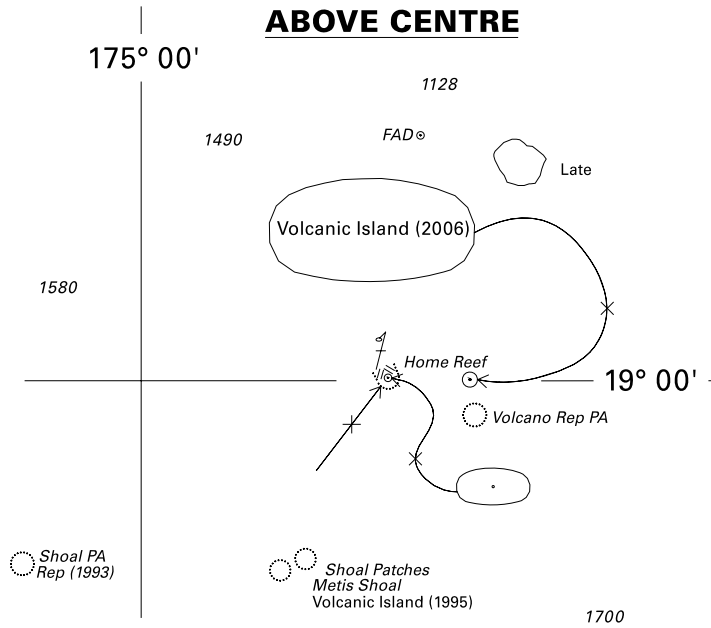 ABOVE CENTRE
175° 00'
1128
1490
FAD
Late
Volcanic Island (2006)
1580
Home Reef
19° 00'
Volcano Rep PA
Shoal PA
Rep (1993)
Shoal Patches
Metis Shoal
Volcanic Island (1995)
1700